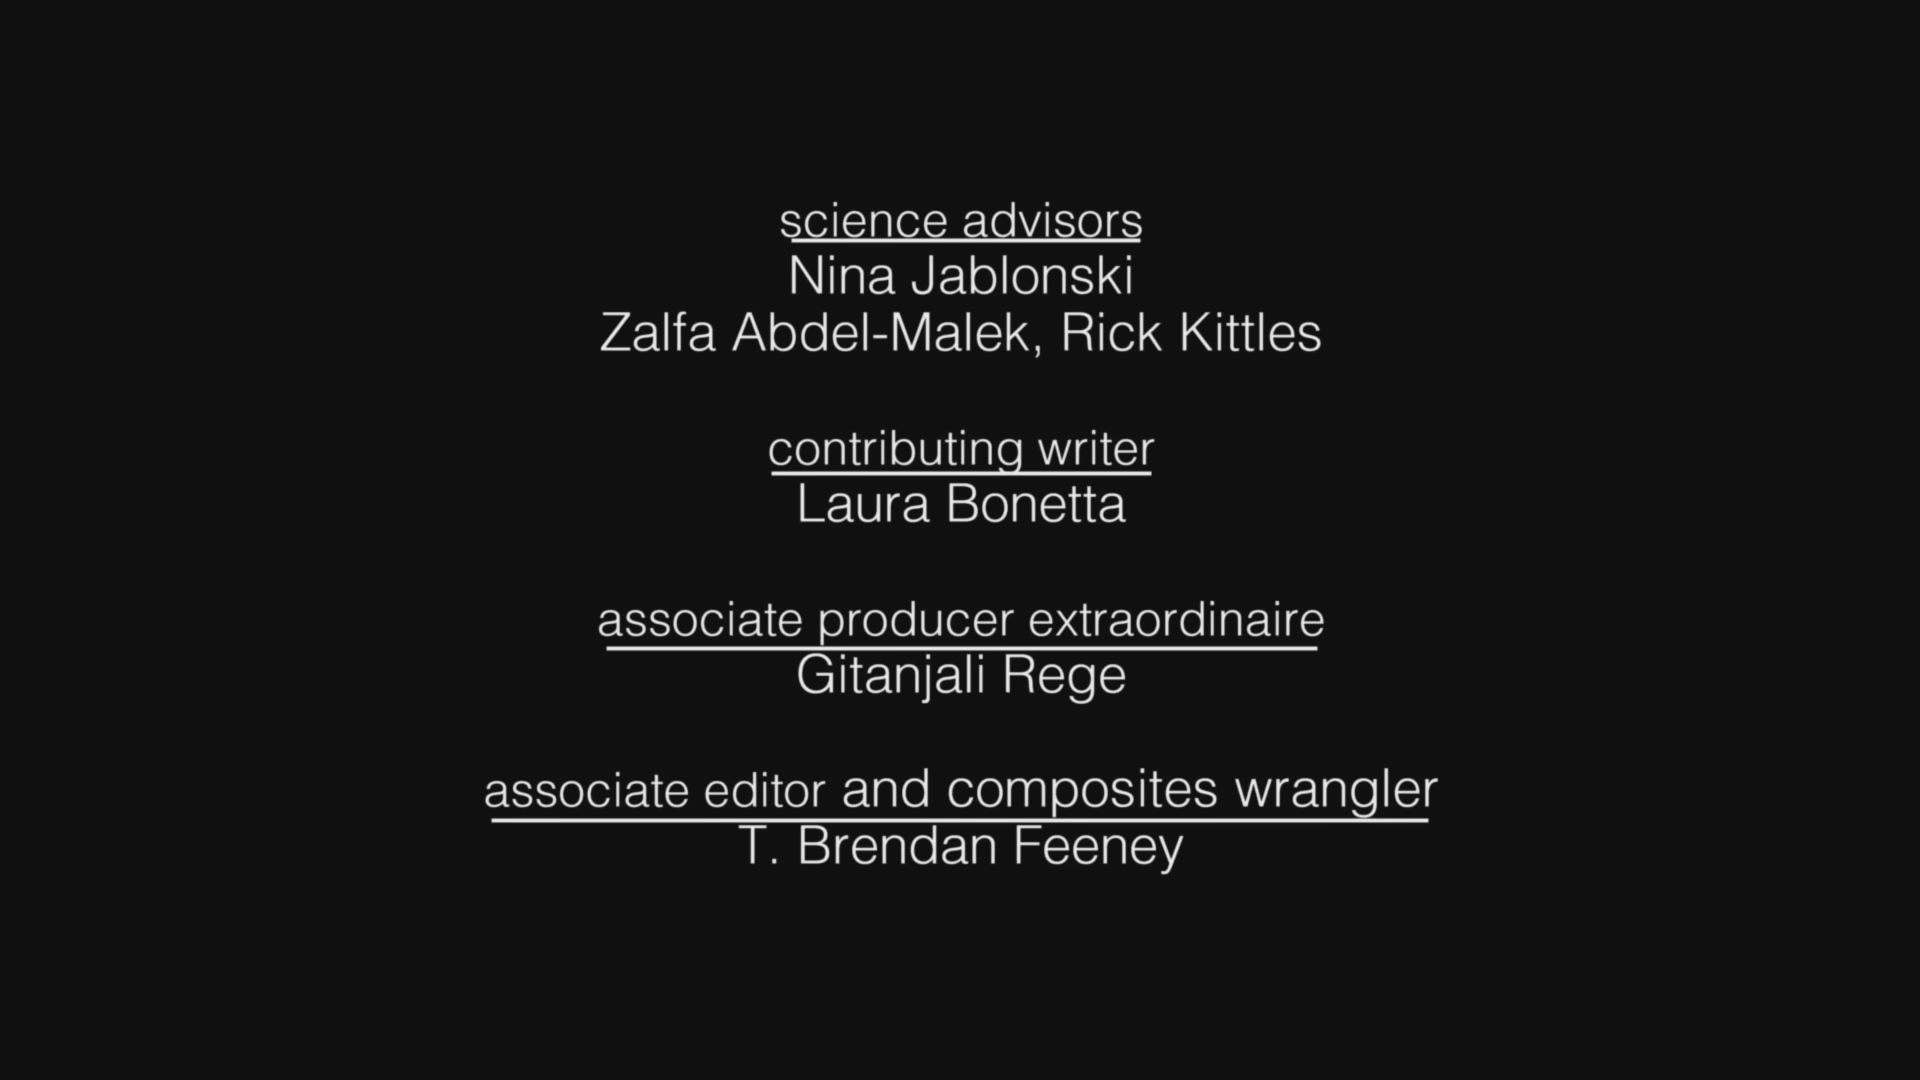 science advisors
Nina Jablonski
Zalfa Abdel-Malek, Rick Kittles
contributing writer
Laura Bonetta
associate producer extraordinaire
Gitanjali Rege
associate editor and composites wrangler
T. Brendan Feeney